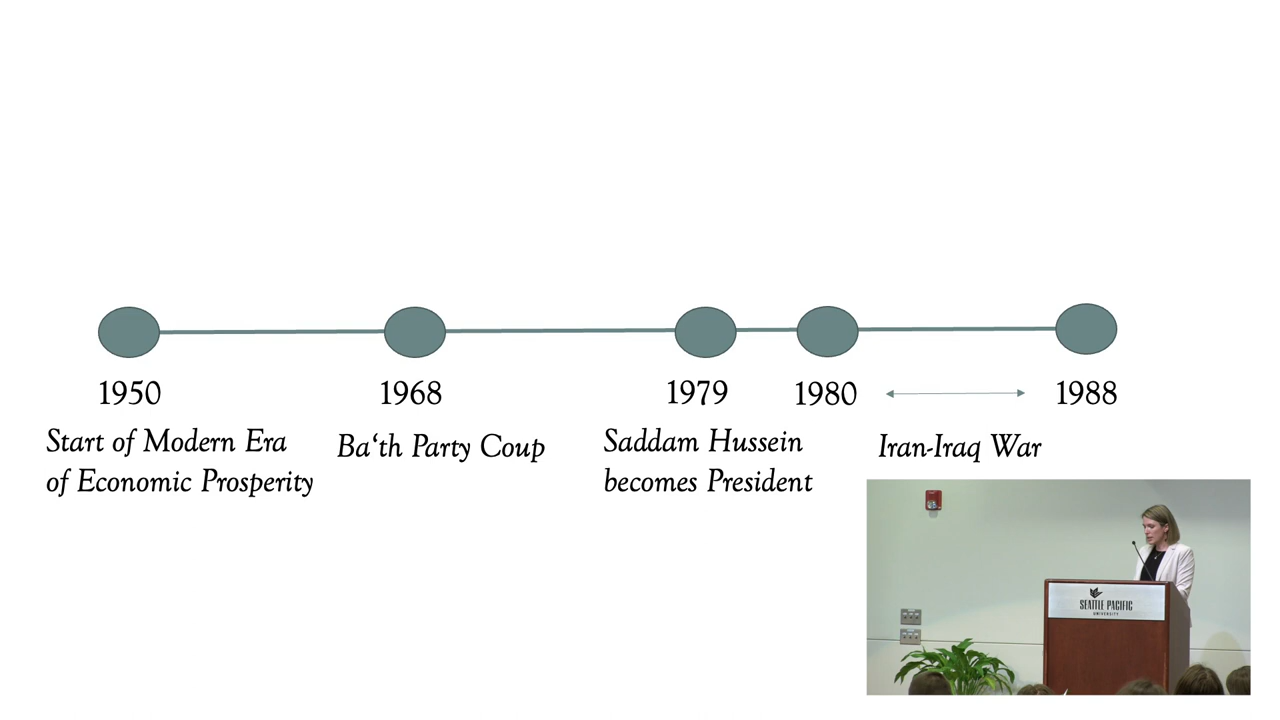 1950
1968
1979
1980
1988
Start of Modern Era
of Economic Prosperity
Ba‘th Party Coup
Saddam Hussein
becomes President
Iran-Iraq War
SEATTLE PACIFIC
UNIVERSITY